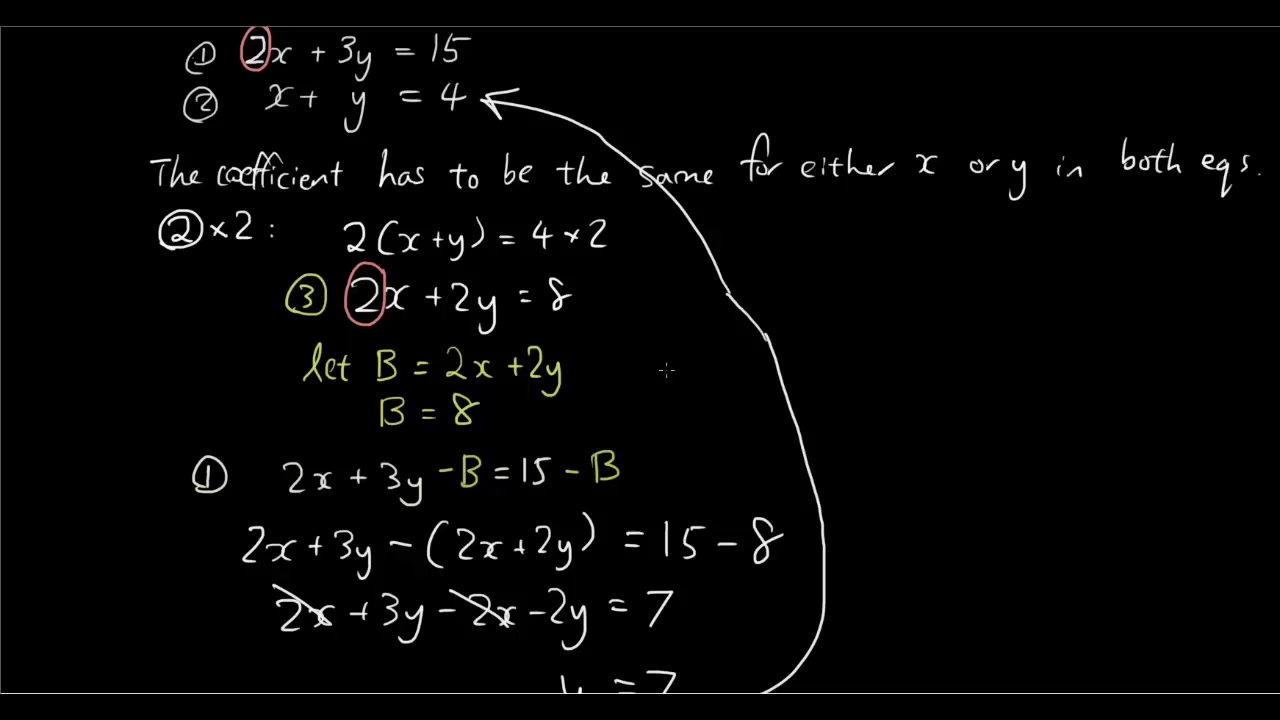 ① 2x + 3y = 15
② x + y = 4
The coefficient has to be the same for either x or y in both eqs.
② × 2 : 2(x + y) = 4 × 2
③ 2x + 2y = 8
let B = 2x + 2y
B = 8
① 2x + 3y - B = 15 - B
2x + 3y - (2x + 2y) = 15 - 8
2x + 3y - 2x - 2y = 7
y = 7